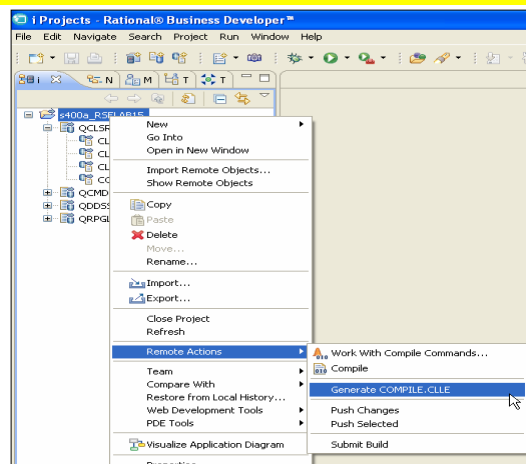 i Projects - Rational® Business Developer™
File Edit Navigate Search Project Run Window Help
i N M T T
s400a_RSELAB15
QCLSR
CL
CL
CL
CO
QCMD
QDDSS
QRPGL
New
Go Into
Open in New Window
Import Remote Objects...
Show Remote Objects
Copy
Paste
Delete
Move...
Rename...
Import...
Export...
Close Project
Refresh
Remote Actions
Team
Compare With
Restore from Local History...
Web Development Tools
PDE Tools
Visualize Application Diagram
Properties
Work With Compile Commands...
Compile
Generate COMPILE.CLLE
Push Changes
Push Selected
Submit Build